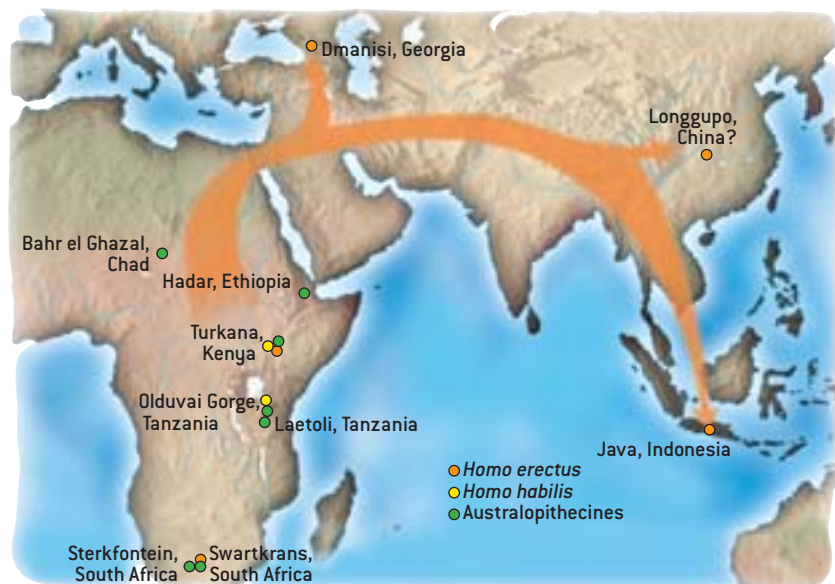 Dmanisi, Georgia
Longgupo,
China?
Bahr el Ghazal,
Chad
Hadar, Ethiopia
Turkana,
Kenya
Olduvai Gorge,
Tanzania
Laetoli, Tanzania
Java, Indonesia
Homo erectus
Homo habilis
Australopithecines
Sterkfontein,
South Africa
Swartkrans,
South Africa